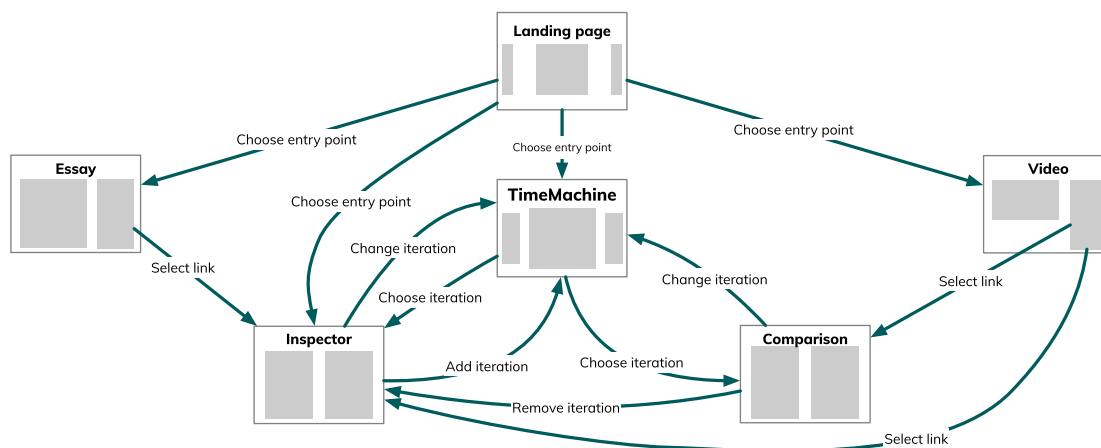 Landing page
Choose entry point
Choose entry point
Choose entry point
Essay
Video
TimeMachine
Choose entry point
Change iteration
Select link
Change iteration
Select link
Choose iteration
Inspector
Comparison
Add iteration
Choose iteration
Remove iteration
Select link